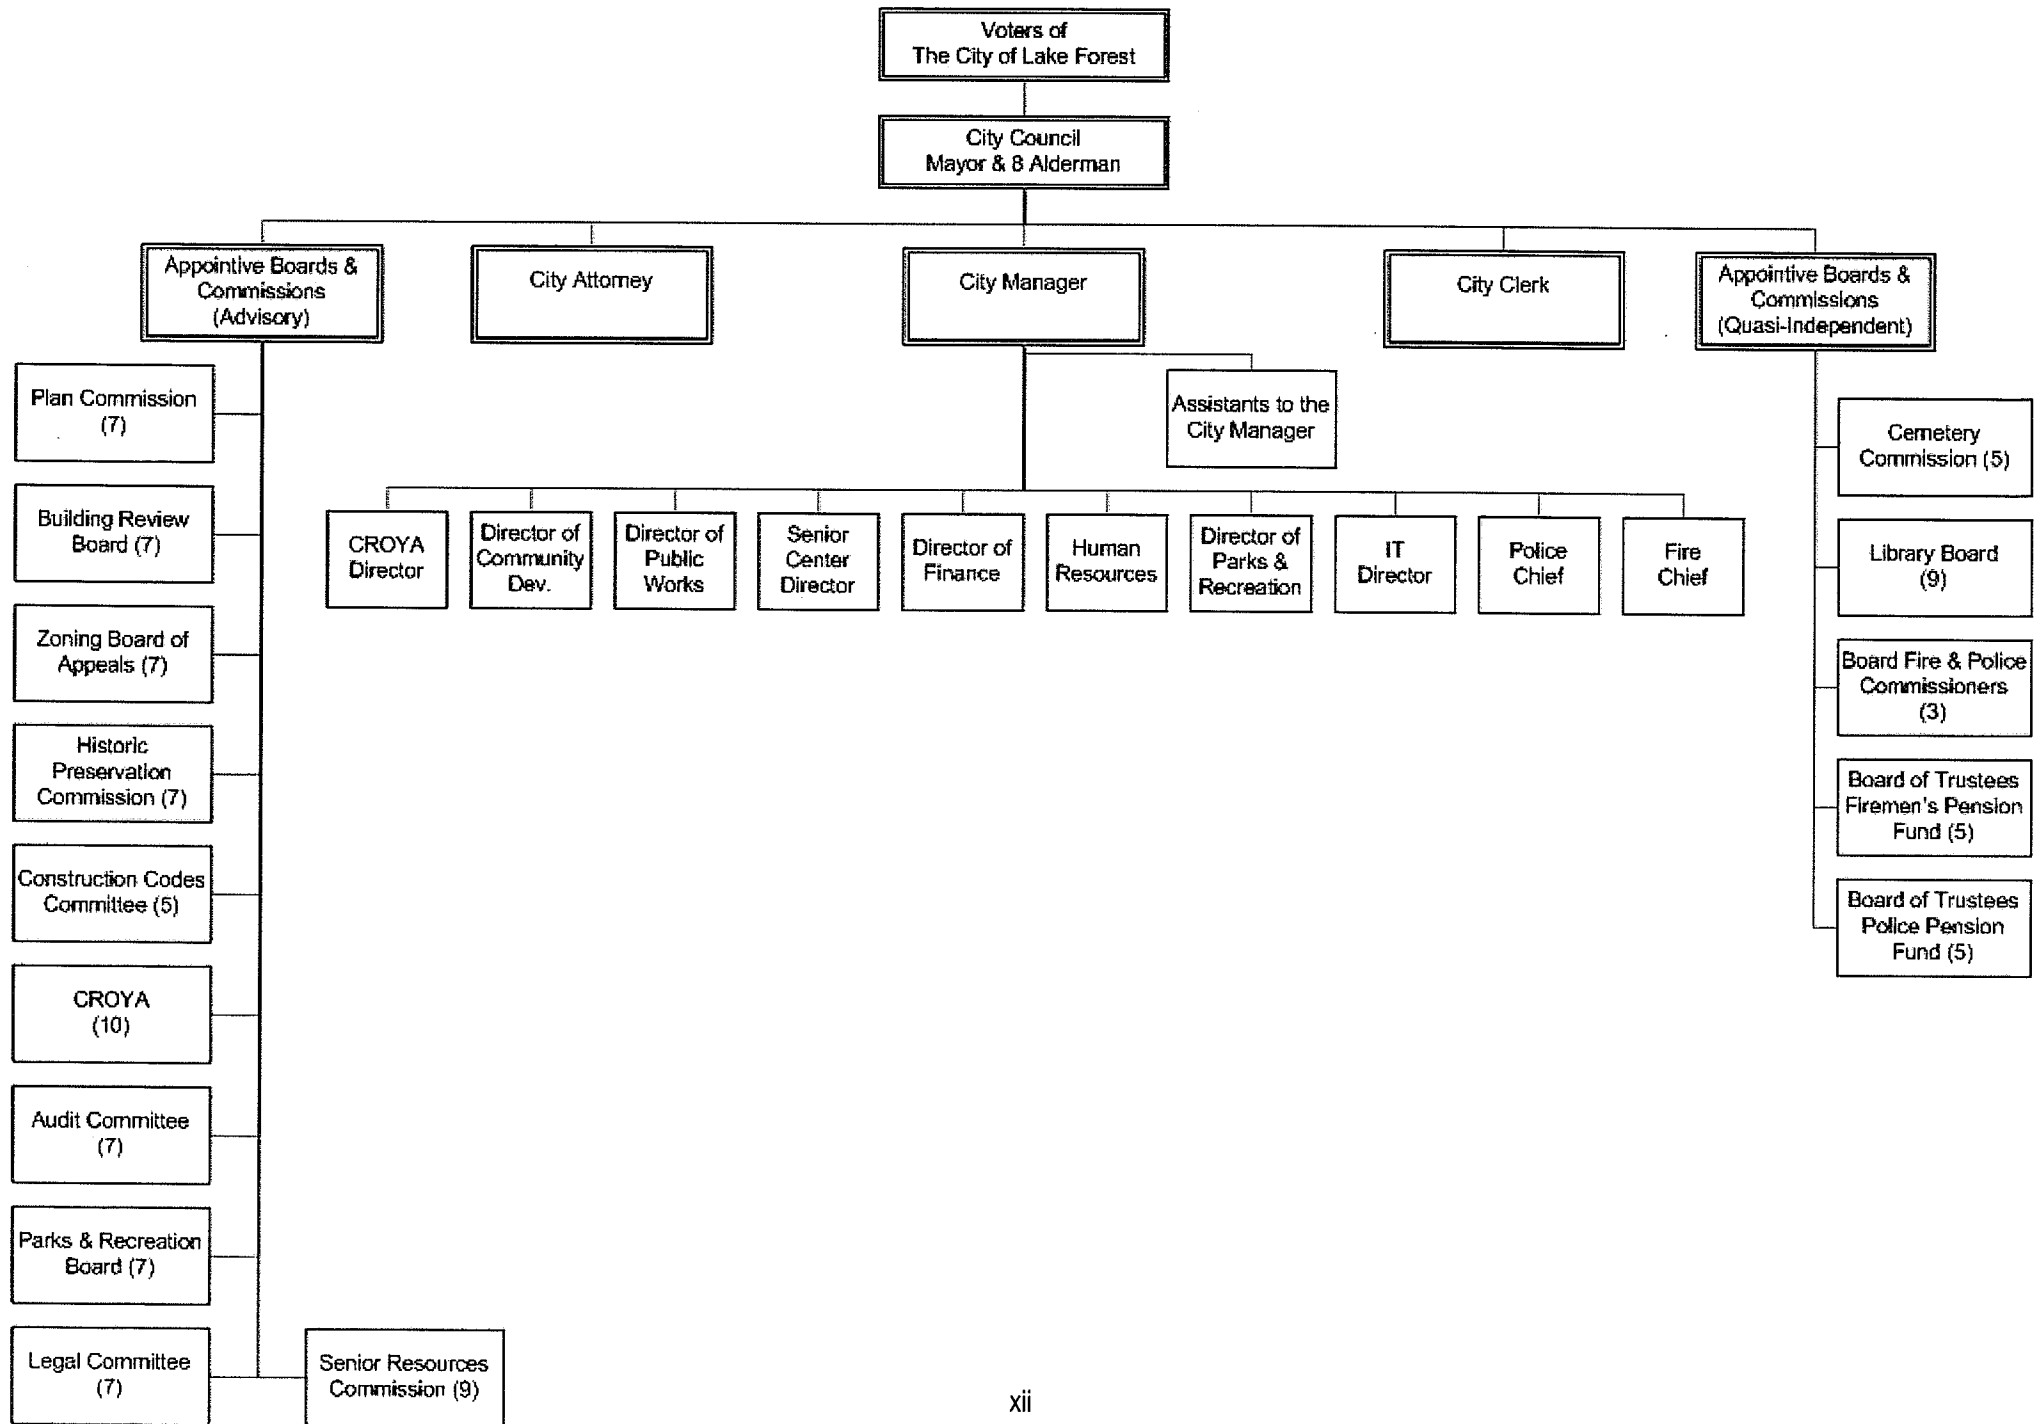 Voters of
The City of Lake Forest
City Council
Mayor & 8 Alderman
Appointive Boards &
Commissions
(Advisory)
City Attorney
City Manager
City Clerk
Appointive Boards &
Commissions
(Quasi-Independent)
Assistants to the
City Manager
CROYA
Director
Director of
Community
Dev.
Director of
Public
Works
Senior
Center
Director
Director of
Finance
Human
Resources
Director of
Parks &
Recreation
IT
Director
Police
Chief
Fire
Chief
Plan Commission
(7)
Building Review
Board (7)
Zoning Board of
Appeals (7)
Historic
Preservation
Commission (7)
Construction Codes
Committee (5)
CROYA
(10)
Audit Committee
(7)
Parks & Recreation
Board (7)
Legal Committee
(7)
Senior Resources
Commission (9)
Cemetery
Commission (5)
Library Board
(9)
Board Fire & Police
Commissioners
(3)
Board of Trustees
Firemen's Pension
Fund (5)
Board of Trustees
Police Pension
Fund (5)
xii